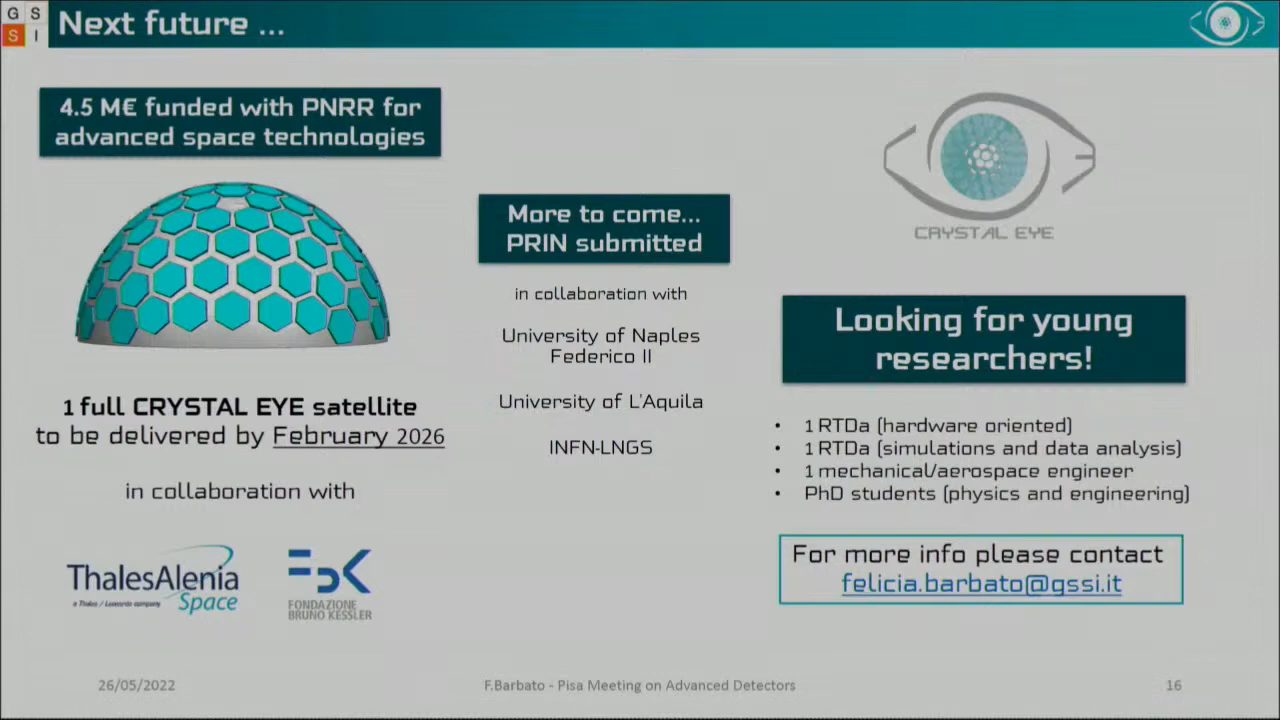 G S
S I
Next future ...
4.5 M€ funded with PNRR for
advanced space technologies
1 full CRYSTAL EYE satellite
to be delivered by February 2026
in collaboration with
ThalesAlenia
a Thales / Leonardo company
Space
FBK
FONDAZIONE
BRUNO KESSLER
More to come...
PRIN submitted
in collaboration with
University of Naples
Federico II
University of L'Aquila
INFN-LNGS
CRYSTAL EYE
Looking for young
researchers!
• 1 RTDa (hardware oriented)
• 1 RTDa (simulations and data analysis)
• 1 mechanical/aerospace engineer
• PhD students (physics and engineering)
For more info please contact
felicia.barbato@gssi.it
26/05/2022
F.Barbato - Pisa Meeting on Advanced Detectors
16